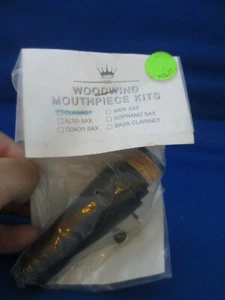 WOODWIND
MOUTHPIECE KITS
CLARINET
BARI SAX
ALTO SAX
SOPRANO SAX
TENOR SAX
BASS CLARINET